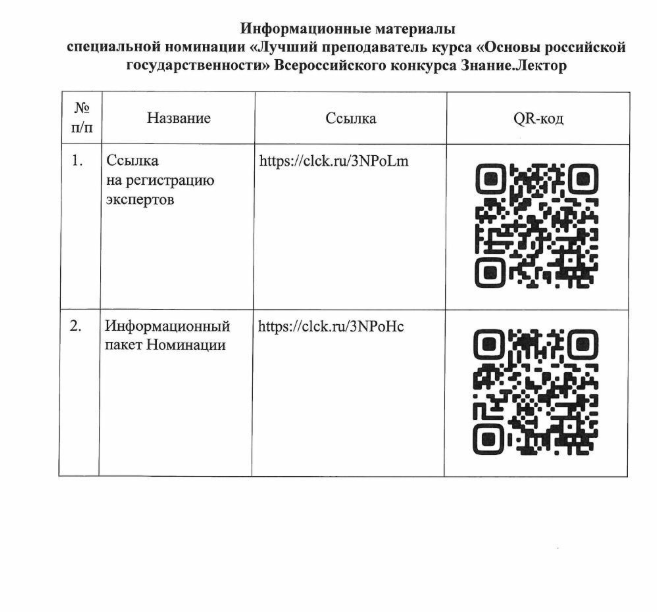 Информационные материалы
специальной номинации «Лучший преподаватель курса «Основы российской
государственности» Всероссийского конкурса Знание.Лектор
№
п/п
Название
Ссылка
QR-код
1.
Ссылка
на регистрацию
экспертов
https://clck.ru/3NPoLm
2.
Информационный
пакет Номинации
https://clck.ru/3NPoHc